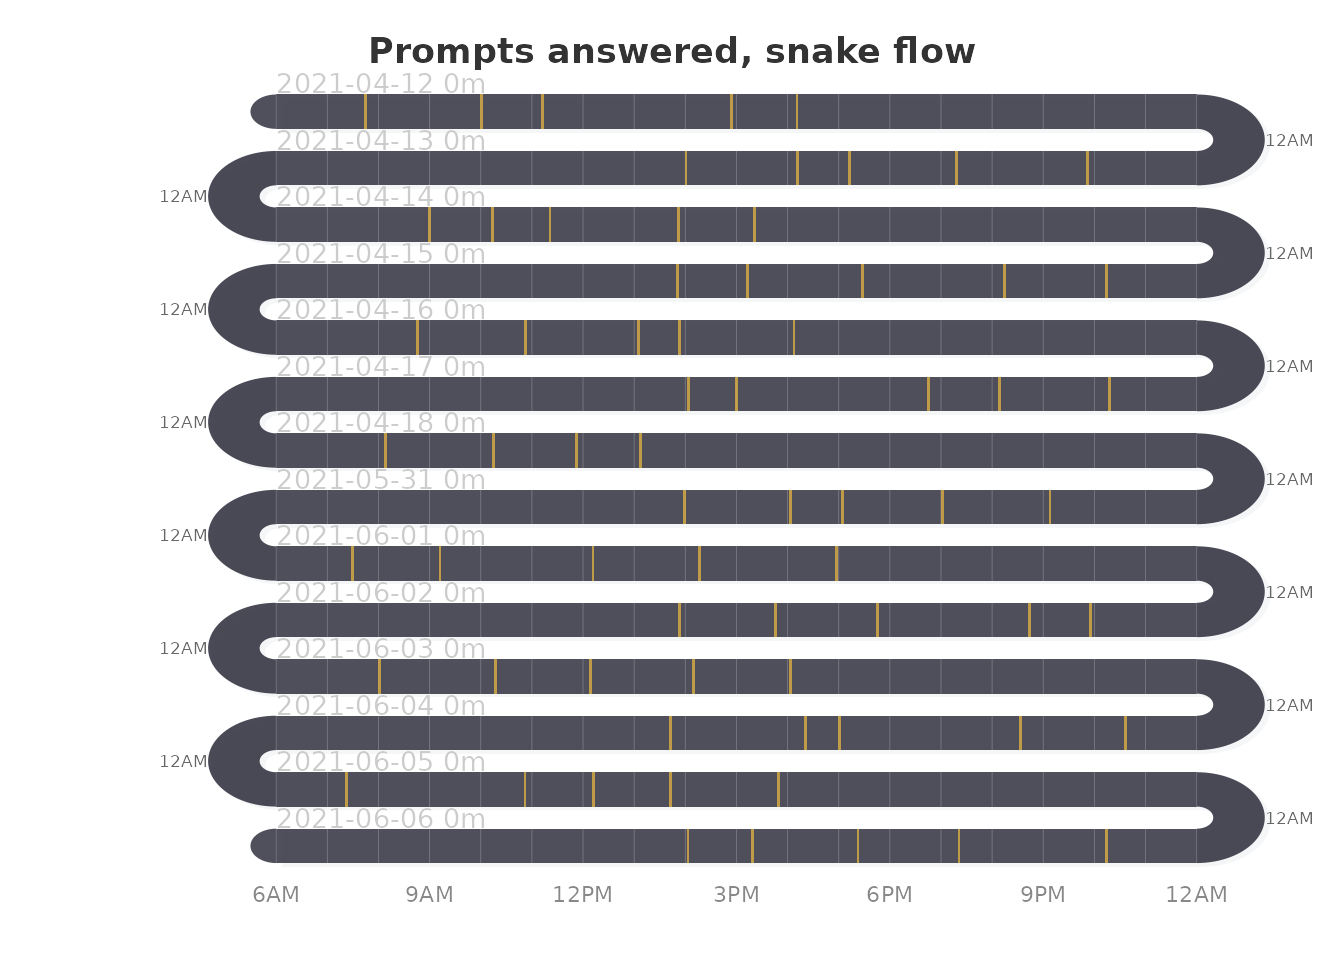 Prompts answered, snake flow
2021-04-12 0m
2021-04-13 0m
12AM
2021-04-14 0m
12AM
2021-04-15 0m
12AM
2021-04-16 0m
12AM
2021-04-17 0m
12AM
2021-04-18 0m
12AM
2021-05-31 0m
12AM
2021-06-01 0m
12AM
2021-06-02 0m
12AM
2021-06-03 0m
12AM
2021-06-04 0m
12AM
2021-06-05 0m
12AM
2021-06-06 0m
12AM
6AM 9AM 12PM 3PM 6PM 9PM 12AM